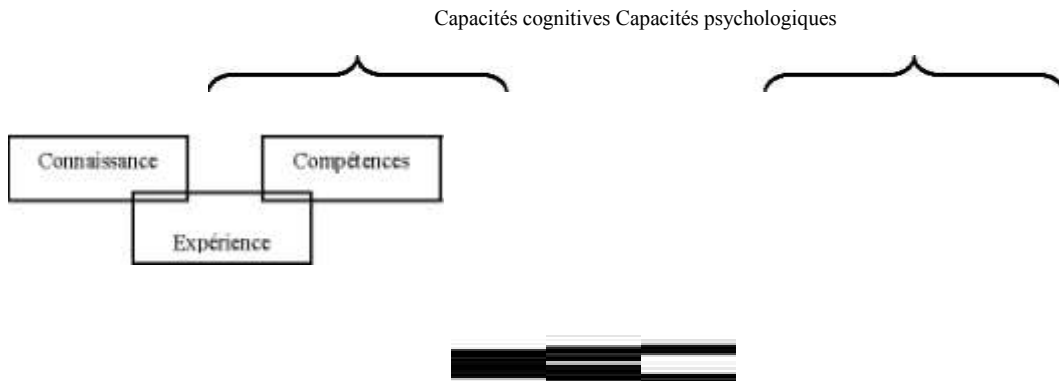 Capacités cognitives Capacités psychologiques
Connaissance
Compétences
Expérience